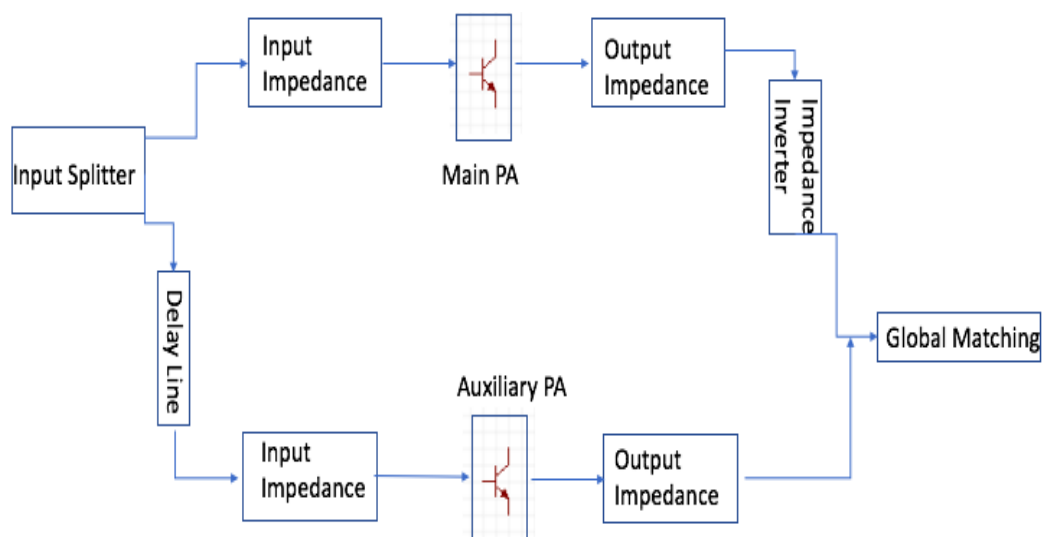 Input
Impedance
Output
Impedance
Impedance
Inverter
Input Splitter
Main PA
Delay Line
Global Matching
Auxiliary PA
Input
Impedance
Output
Impedance